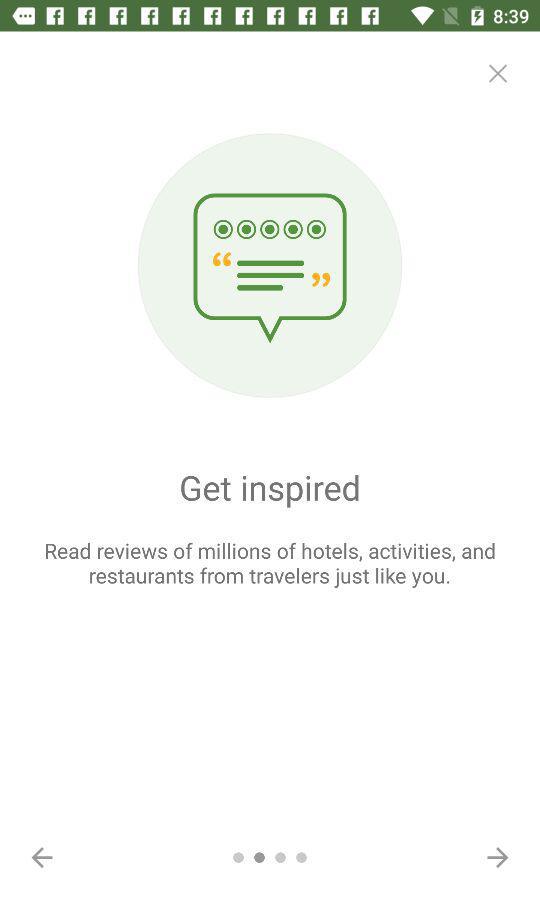 8:39
Get inspired
Read reviews of millions of hotels, activities, and
restaurants from travelers just like you.